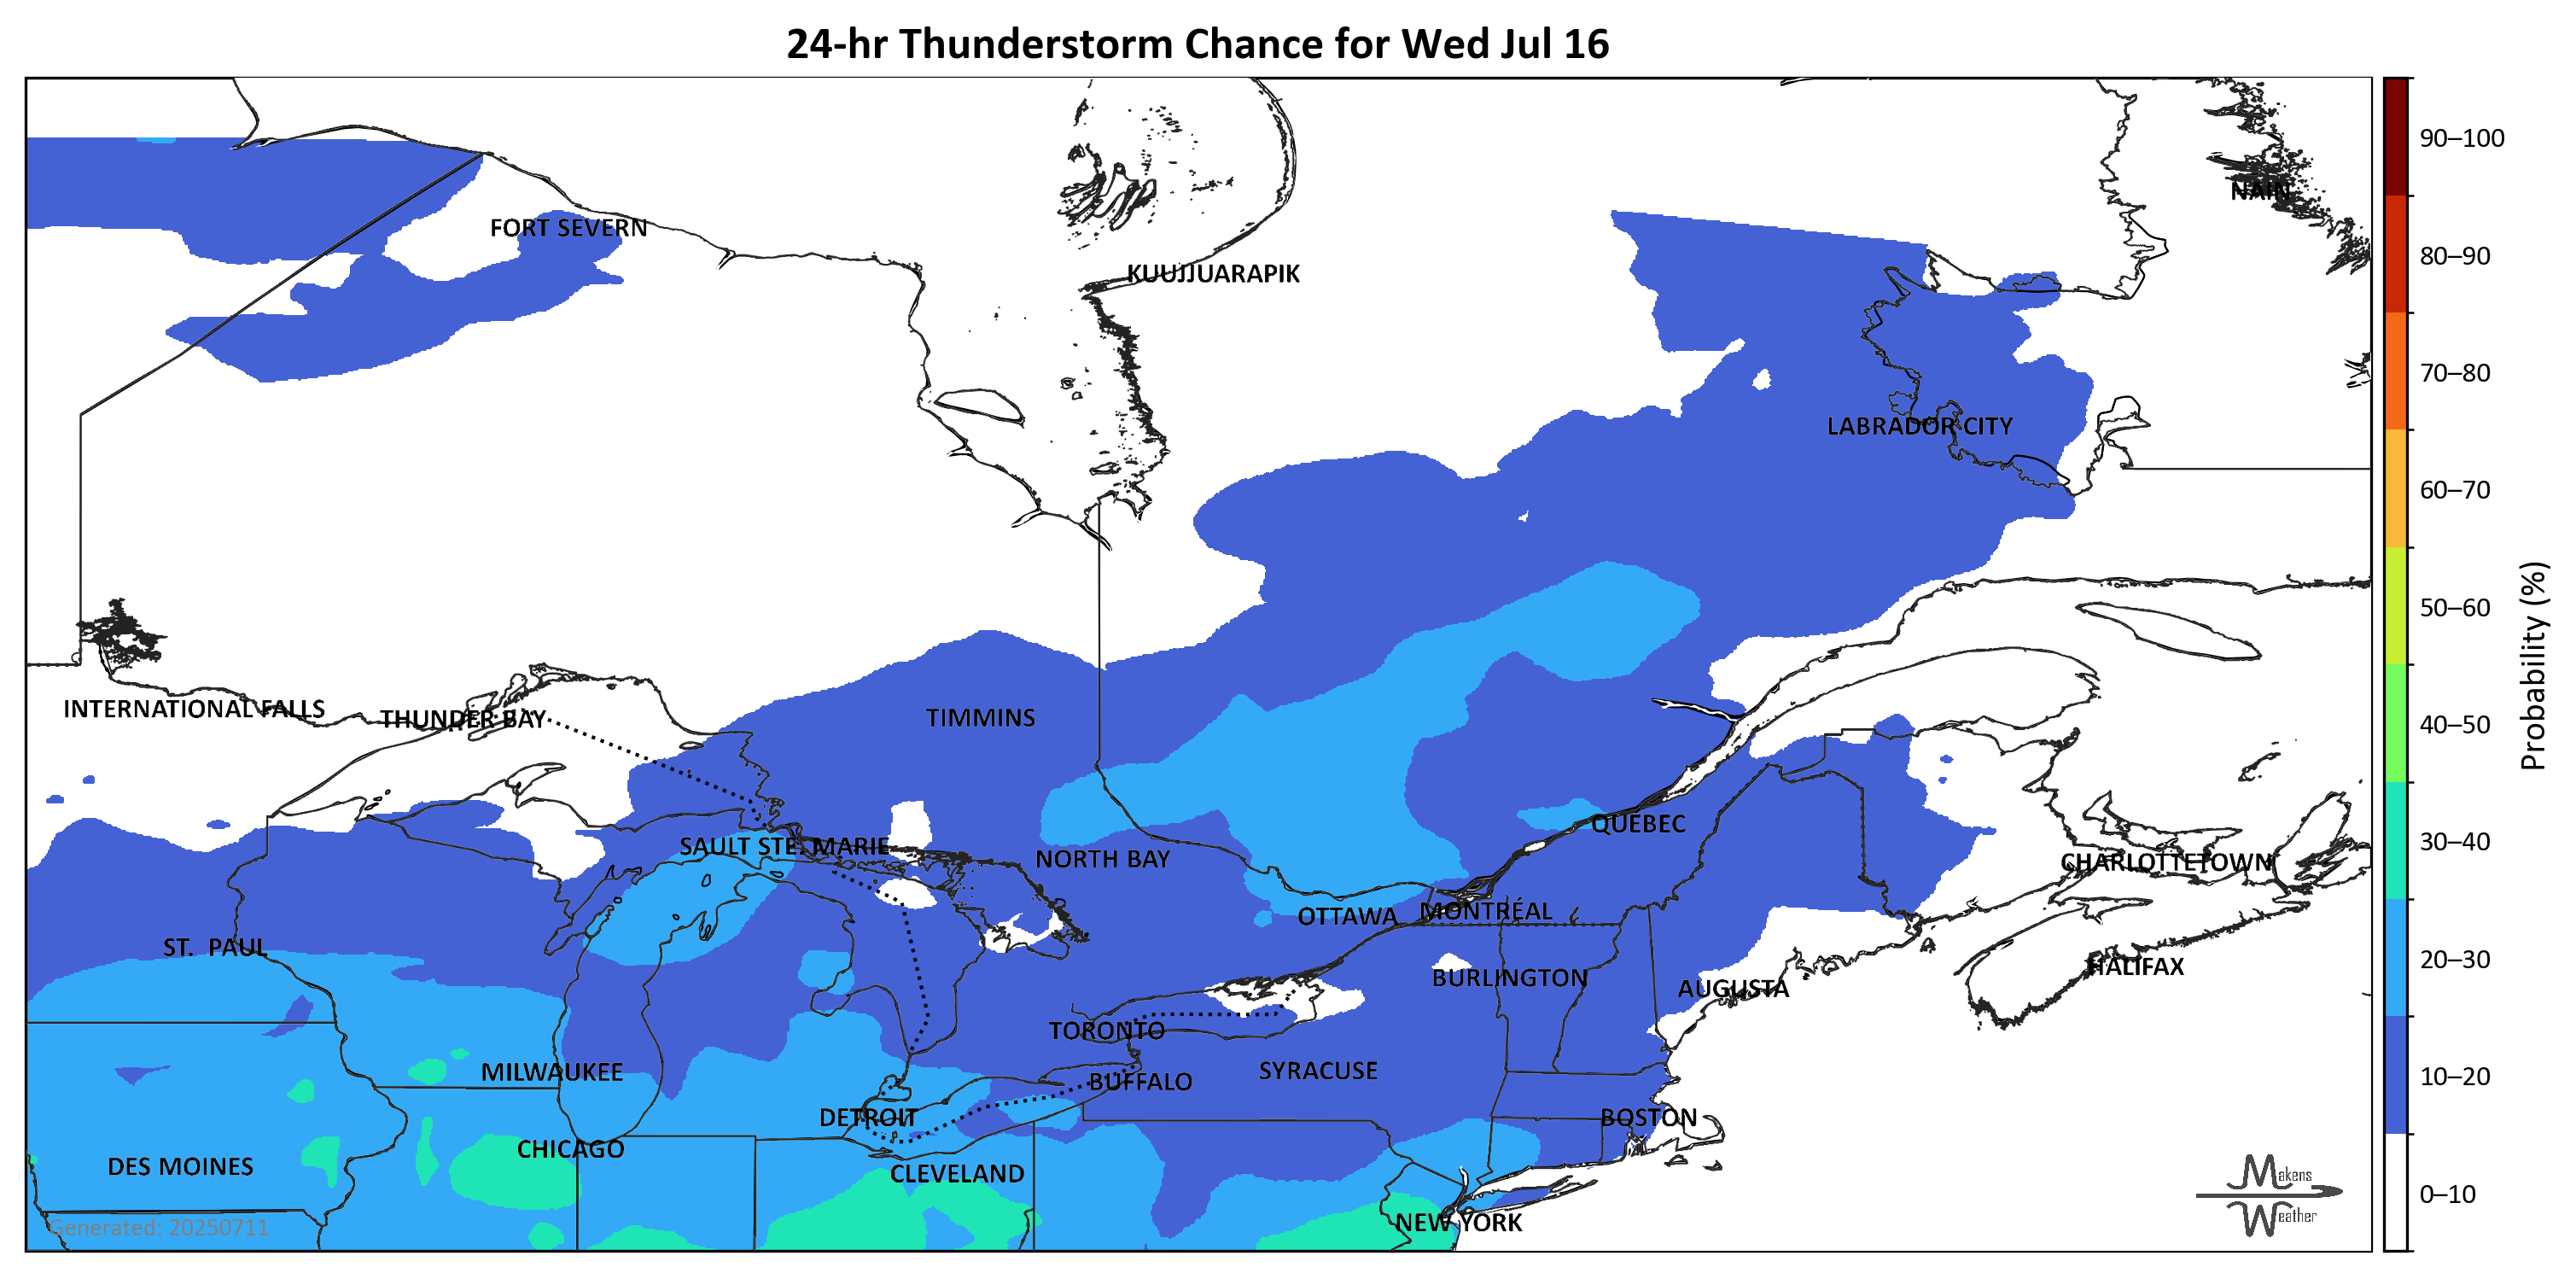 24-hr Thunderstorm Chance for Wed Jul 16
90–100
NAIN
FORT SEVERN
80–90
KUUJJUARAPIK
70–80
LABRADOR CITY
60–70
50–60
Probability (%)
INTERNATIONAL FALLS
THUNDER BAY
TIMMINS
40–50
QUEBEC
SAULT STE. MARIE
30–40
NORTH BAY
CHARLOTTETOWN
OTTAWA
MONTRÉAL
ST. PAUL
20–30
HALIFAX
BURLINGTON
AUGUSTA
TORONTO
MILWAUKEE
SYRACUSE
BUFFALO
10–20
DETROIT
BOSTON
CHICAGO
DES MOINES
CLEVELAND
Makens
Weather
0–10
NEW YORK
Generated: 20250711